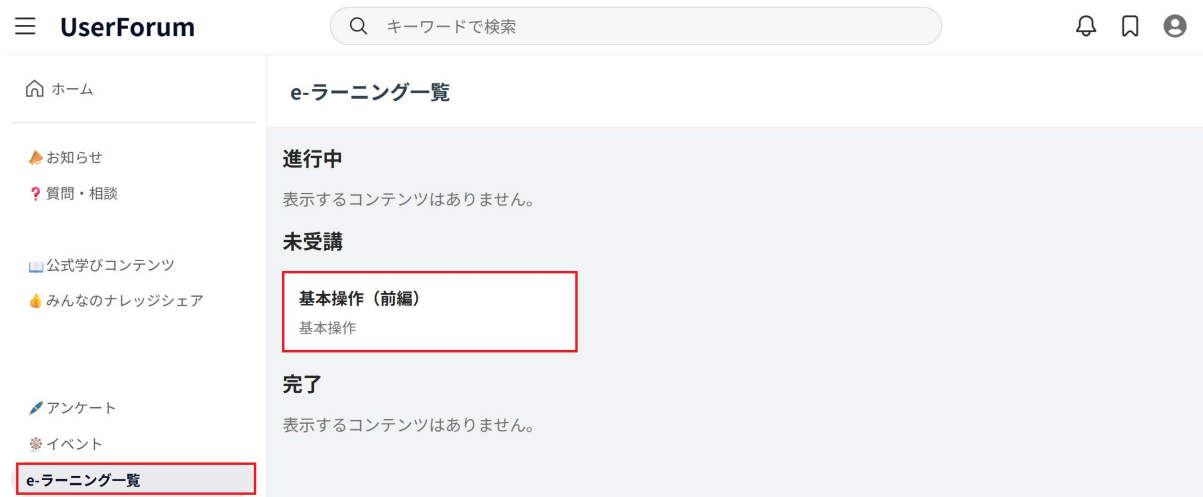 UserForum
キーワードで検索
ホーム
お知らせ
質問・相談
公式学びコンテンツ
みんなのナレッジシェア
アンケート
イベント
e-ラーニング一覧
e-ラーニング一覧
進行中
表示するコンテンツはありません。
未受講
基本操作（前編）
基本操作
完了
表示するコンテンツはありません。